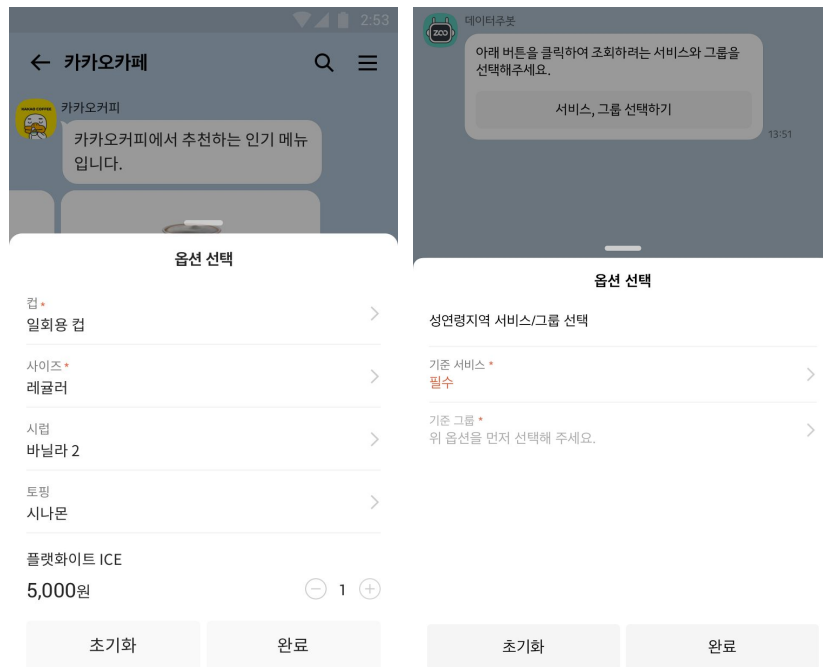 2:53
카카오카페
카카오커피
카카오커피에서 추천하는 인기 메뉴
입니다.
옵션 선택
컵 *
일회용 컵
사이즈 *
레귤러
시럽
바닐라 2
토핑
시나몬
플랫화이트 ICE
5,000원
1
초기화
완료
데이터주봇
ZOO
아래 버튼을 클릭하여 조회하려는 서비스와 그룹을
선택해주세요.
서비스, 그룹 선택하기
13:51
옵션 선택
성연령지역 서비스/그룹 선택
기준 서비스 *
필수
기준 그룹 *
위 옵션을 먼저 선택해 주세요.
초기화
완료